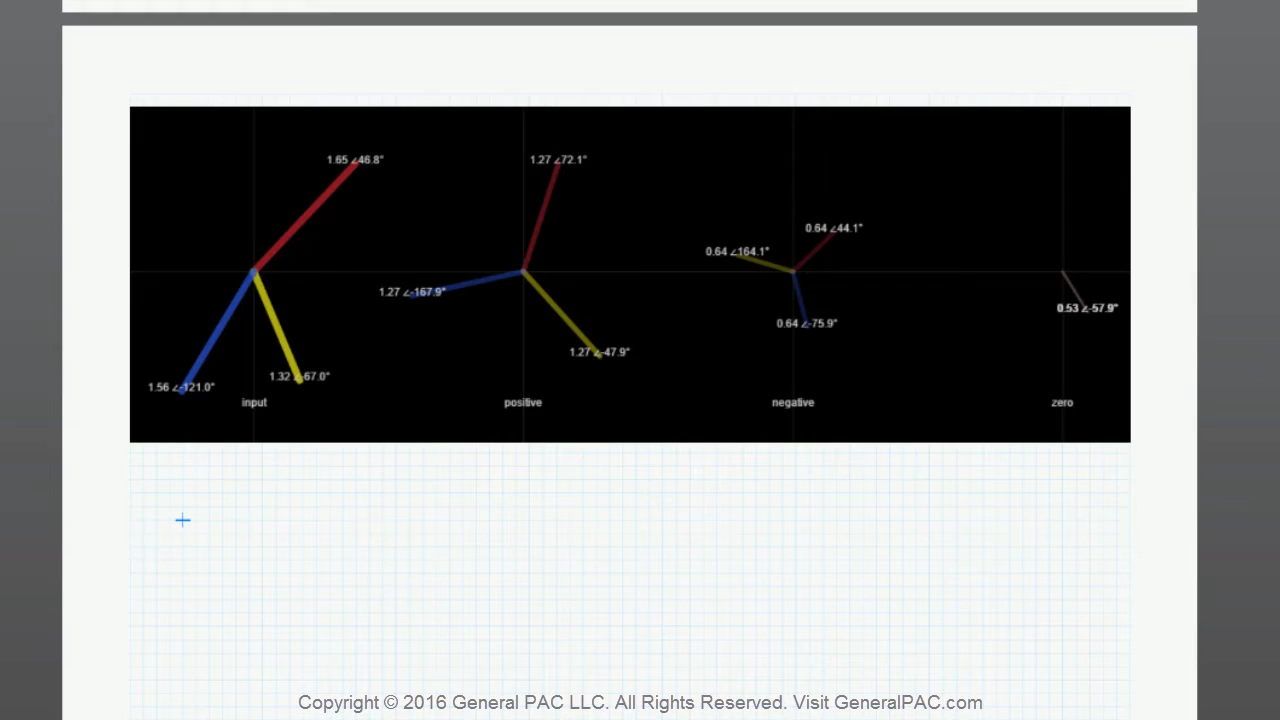 1.65 ∠46.8°
1.56 ∠-121.0°
1.32 ∠-67.0°
input
1.27 ∠72.1°
1.27 ∠-167.9°
1.27 ∠-47.9°
positive
0.64 ∠44.1°
0.64 ∠164.1°
0.64 ∠-75.9°
negative
0.53 ∠-57.9°
zero
Copyright © 2016 General PAC LLC. All Rights Reserved. Visit GeneralPAC.com